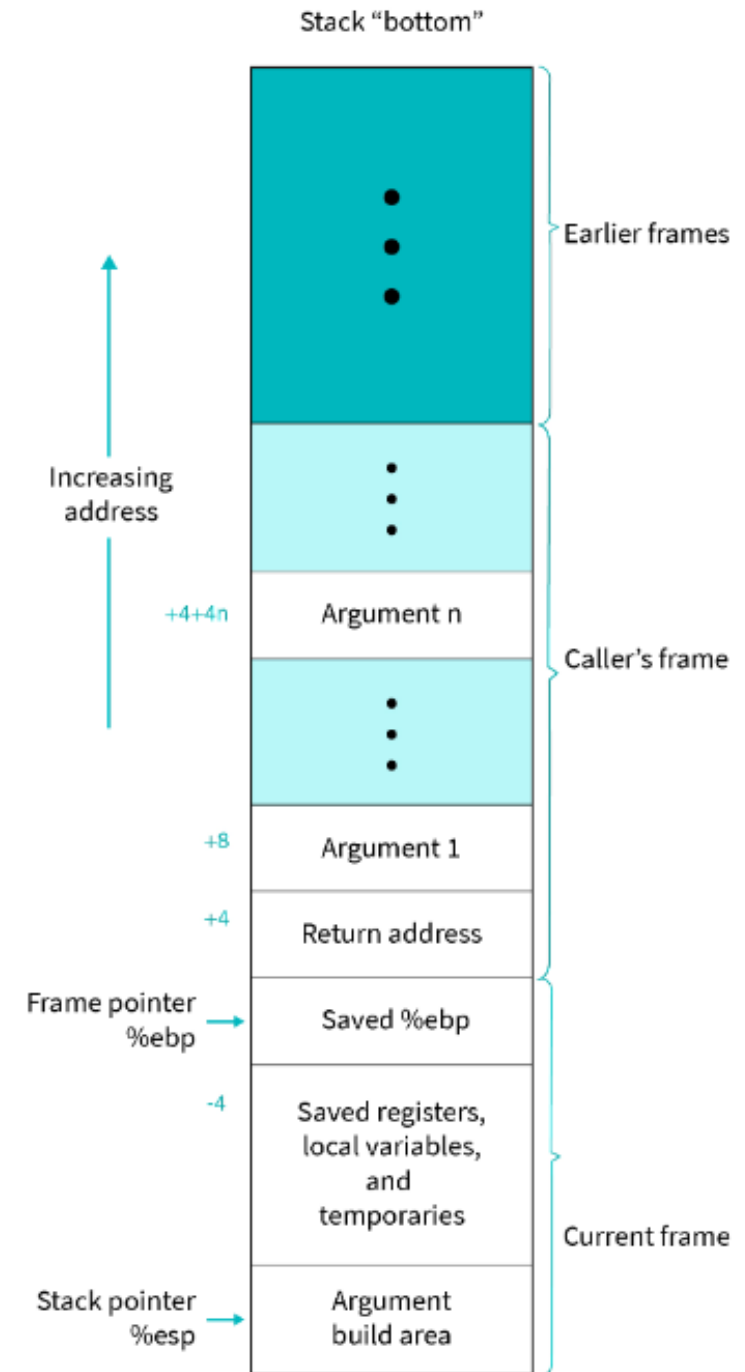 Stack “bottom”
Earlier frames
Increasing
address
+4+4n
Argument n
Caller’s frame
+8
Argument 1
+4
Return address
Frame pointer
%ebp
Saved %ebp
-4
Saved registers,
local variables,
and
temporaries
Current frame
Stack pointer
%esp
Argument
build area